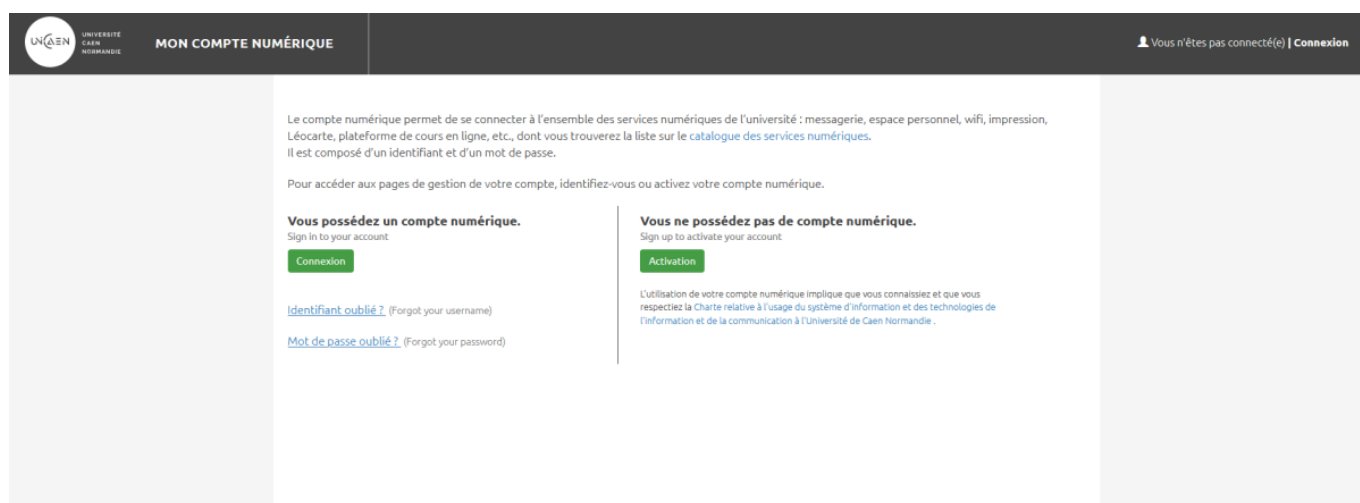 UNICAEN
UNIVERSITÉ
CAEN
NORMANDIE
MON COMPTE NUMÉRIQUE
Vous n'êtes pas connecté(e) | Connexion
Le compte numérique permet de se connecter à l'ensemble des services numériques de l'université : messagerie, espace personnel, wifi, impression,
Léocarte, plateforme de cours en ligne, etc., dont vous trouverez la liste sur le catalogue des services numériques.
Il est composé d'un identifiant et d'un mot de passe.
Pour accéder aux pages de gestion de votre compte, identifiez-vous ou activez votre compte numérique.
Vous possédez un compte numérique.
Sign in to your account
Connexion
Identifiant oublié ? (Forgot your username)
Mot de passe oublié ? (Forgot your password)
Vous ne possédez pas de compte numérique.
Sign up to activate your account
Activation
L'utilisation de votre compte numérique implique que vous connaissiez et que vous
respectiez la Charte relative à l'usage du système d'information et des technologies de
l'information et de la communication à l'Université de Caen Normandie .